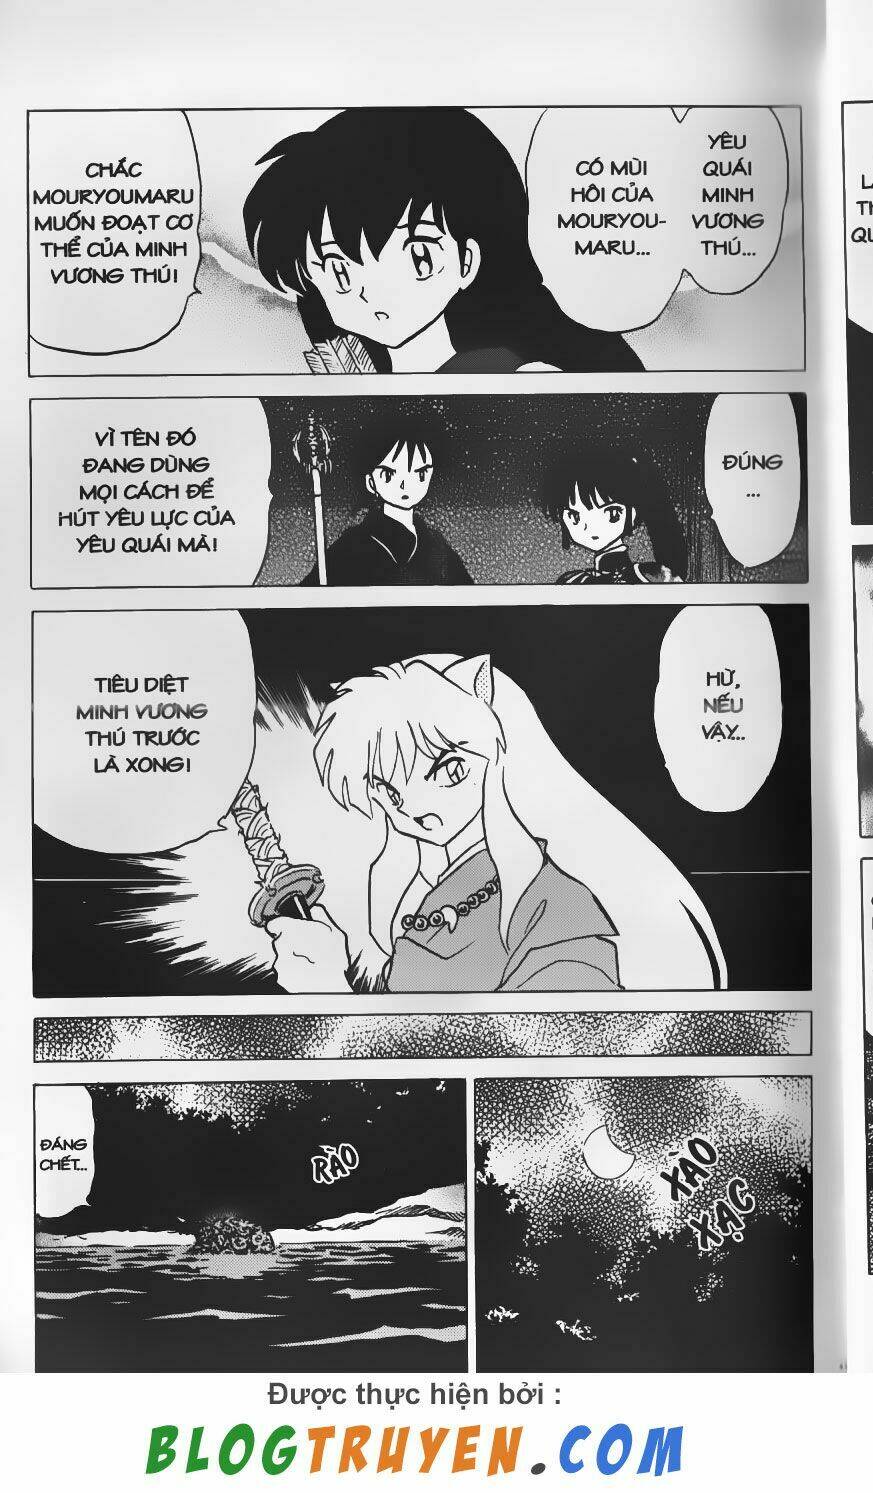 YÊU
QUÁI
MINH
VƯƠNG
THÚ...
CÓ MÙI
HÔI CỦA
MOURYOU-
MARU...
CHẮC
MOURYOUMARU
MUỐN ĐOẠT CƠ
THỂ CỦA MINH
VƯƠNG THÚ!
ĐÚNG
...
VÌ TÊN ĐÓ
ĐANG DÙNG
MỌI CÁCH ĐỂ
HÚT YÊU LỰC CỦA
YÊU QUÁI MÀ!
HỪ,
NẾU
VẬY...
TIÊU DIỆT
MINH VƯƠNG
THÚ TRƯỚC
LÀ XONG!
XÀO
XẠC
RÀO
ĐÁNG
CHẾT...
Được thực hiện bởi :
BLOGTRUYEN.COM